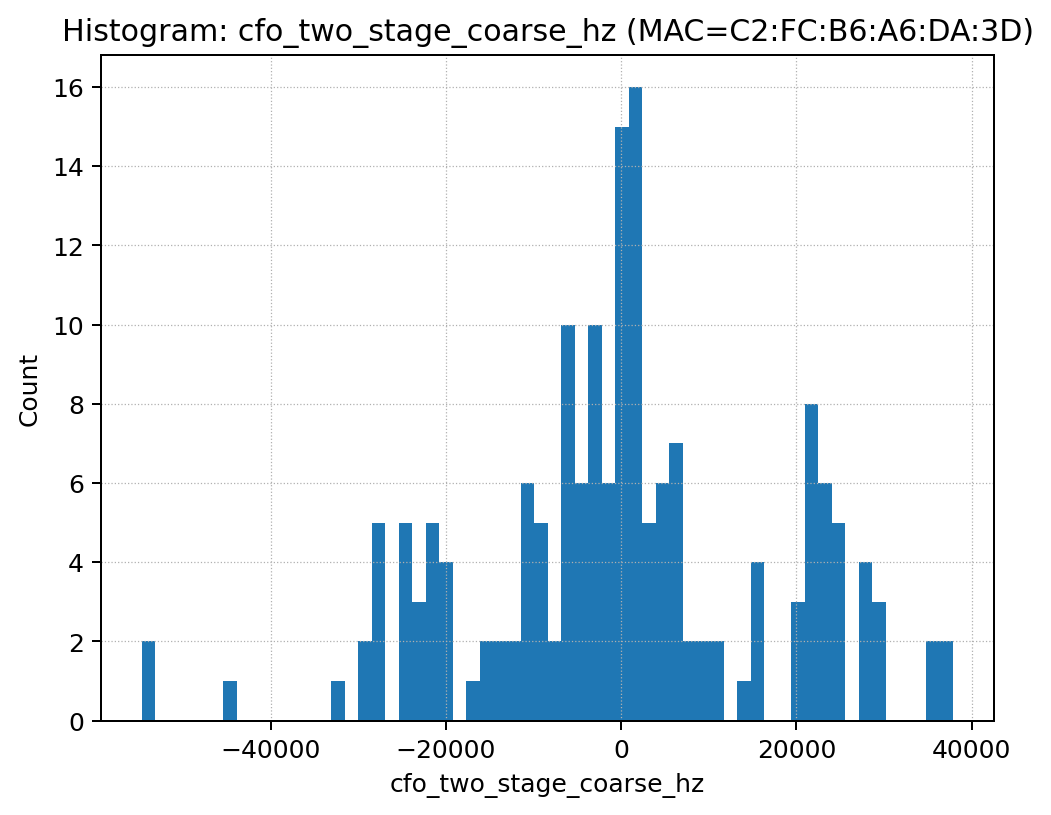 Histogram: cfo_two_stage_coarse_hz (MAC=C2:FC:B6:A6:DA:3D)
16
14
12
10
8
6
4
2
0
Count
−40000 −20000 0 20000 40000
cfo_two_stage_coarse_hz